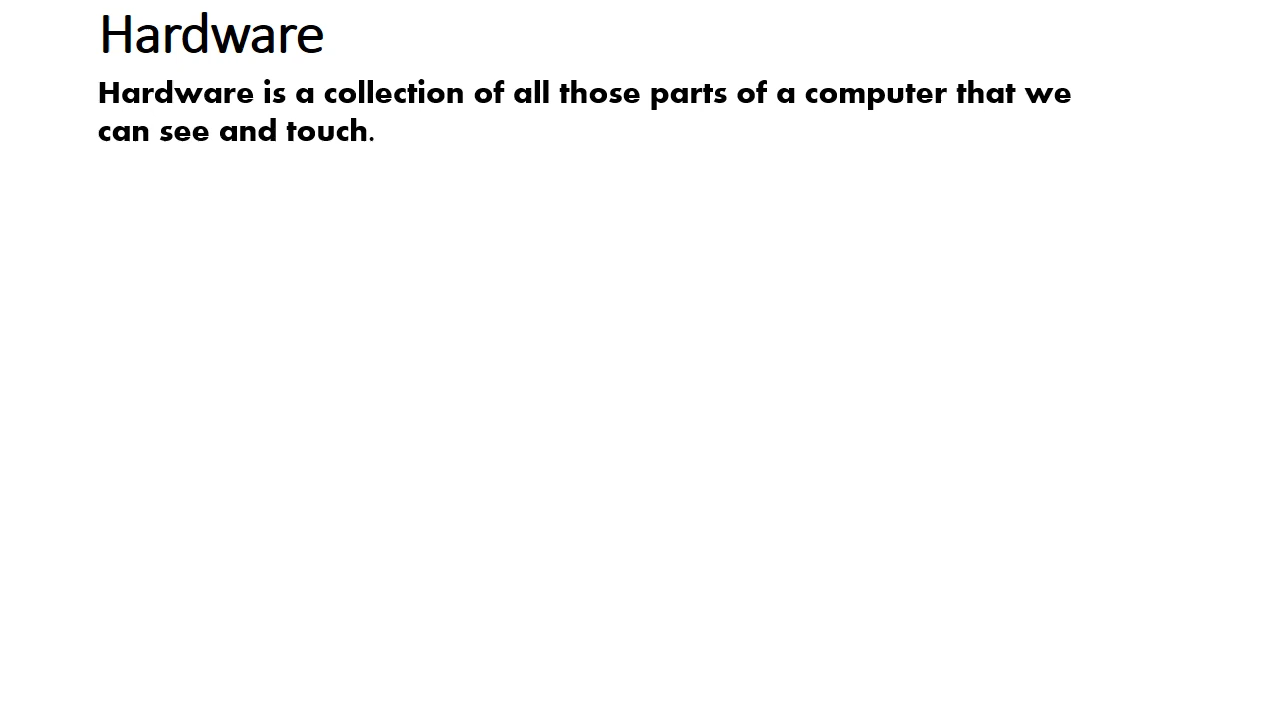 Hardware
Hardware is a collection of all those parts of a computer that we
can see and touch.